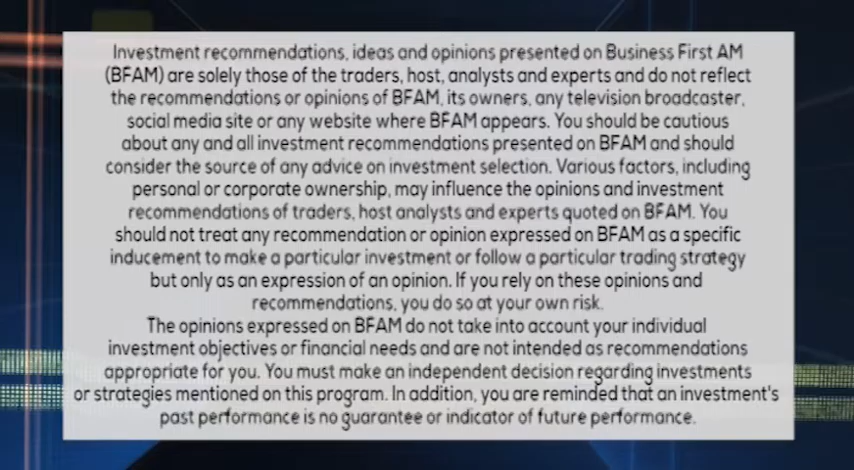 Investment recommendations, ideas and opinions presented on Business First AM
(BFAM) are solely those of the traders, host, analysts and experts and do not reflect
the recommendations or opinions of BFAM, its owners, any television broadcaster,
social media site or any website where BFAM appears. You should be cautious
about any and all investment recommendations presented on BFAM and should
consider the source of any advice on investment selection. Various factors, including
personal or corporate ownership, may influence the opinions and investment
recommendations of traders, host analysts and experts quoted on BFAM. You
should not treat any recommendation or opinion expressed on BFAM as a specific
inducement to make a particular investment or follow a particular trading strategy
but only as an expression of an opinion. If you rely on these opinions and
recommendations, you do so at your own risk.
The opinions expressed on BFAM do not take into account your individual
investment objectives or financial needs and are not intended as recommendations
appropriate for you. You must make an independent decision regarding investments
or strategies mentioned on this program. In addition, you are reminded that an investment's
past performance is no guarantee or indicator of future performance.